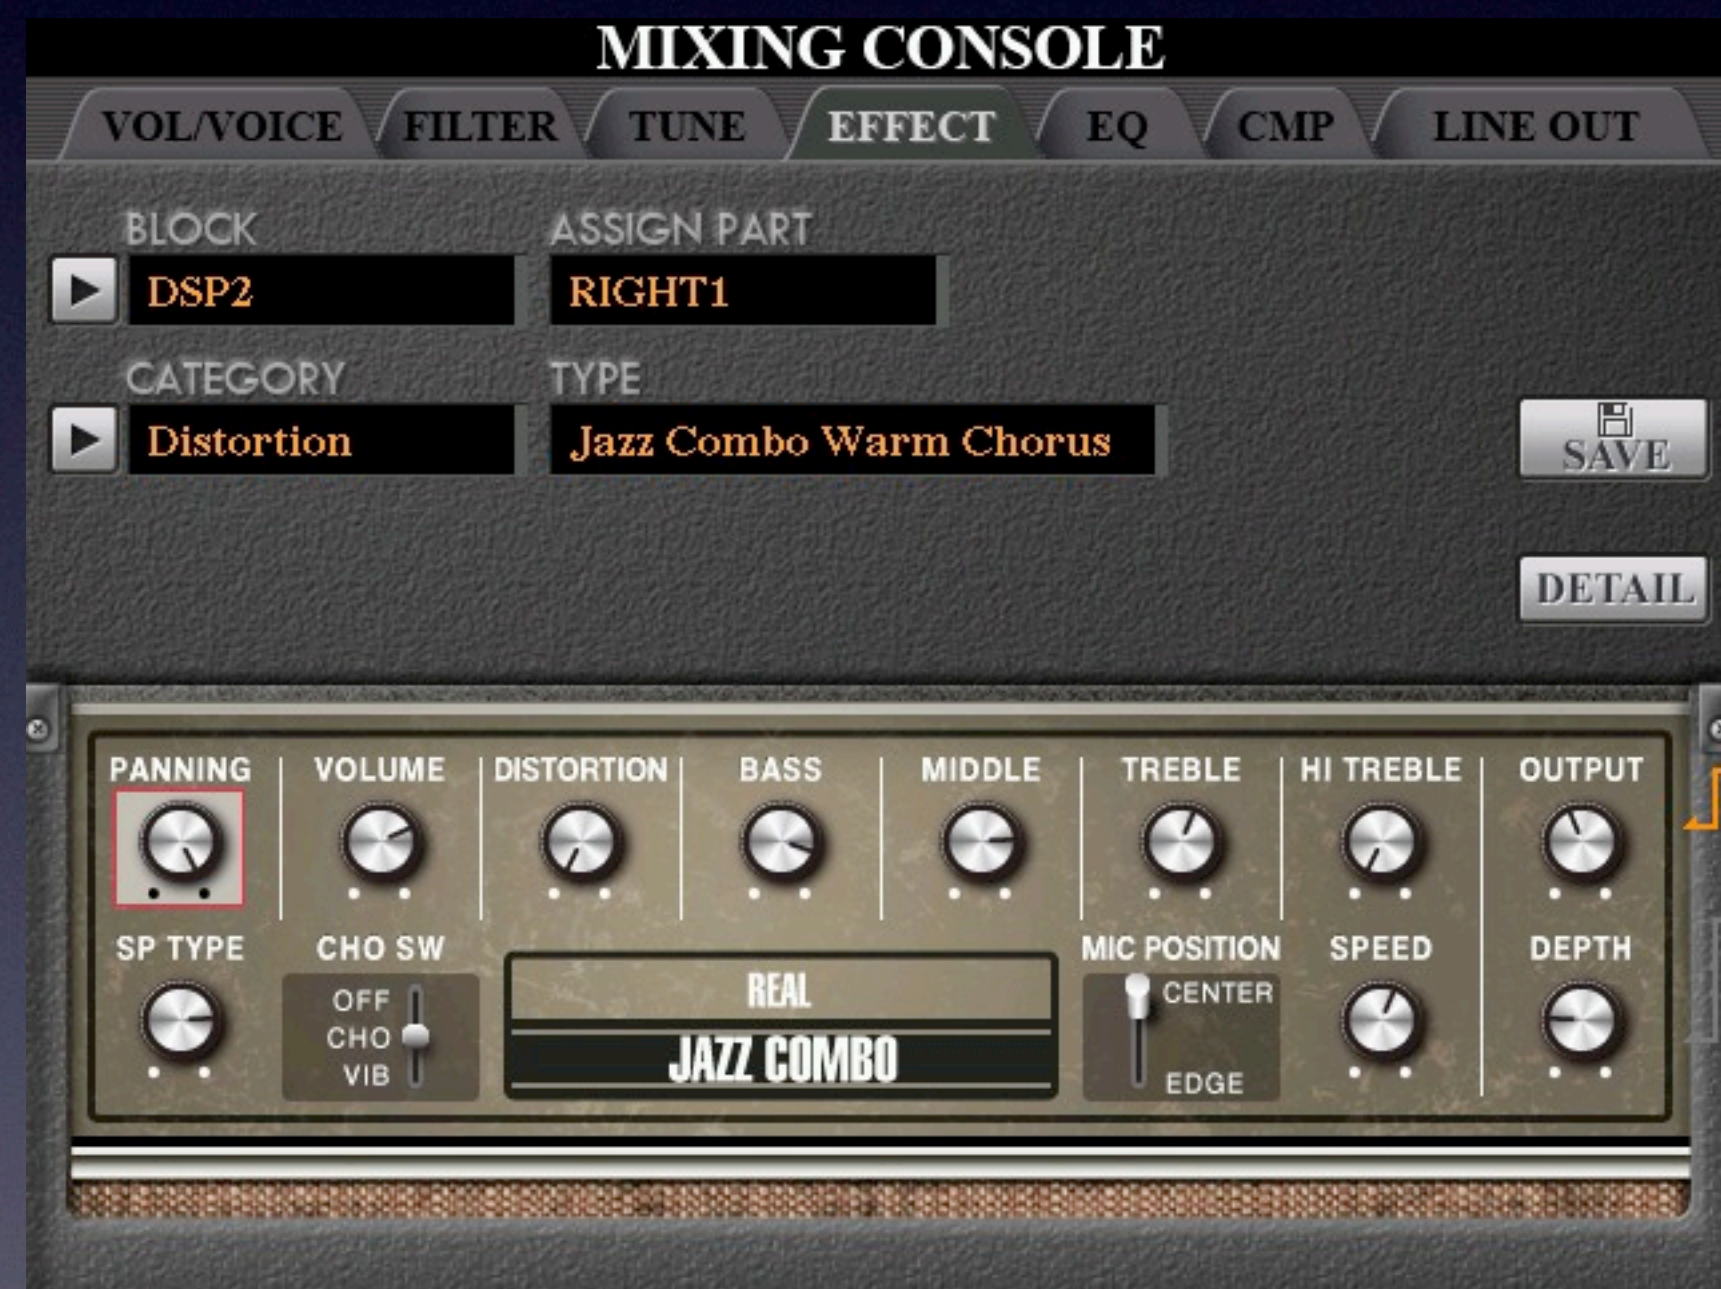 MIXING CONSOLE
VOL/VOICE FILTER TUNE EFFECT EQ CMP LINE OUT
BLOCK ASSIGN PART
DSP2 RIGHT1
CATEGORY TYPE
Distortion Jazz Combo Warm Chorus
SAVE
DETAIL
PANNING VOLUME DISTORTION BASS MIDDLE TREBLE HI TREBLE OUTPUT
SP TYPE CHO SW MIC POSITION SPEED DEPTH
OFF REAL CENTER
CHO
JAZZ COMBO
VIB EDGE